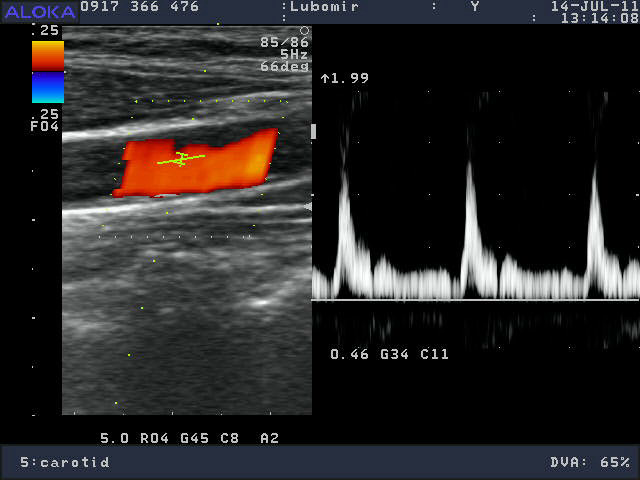 ALOKA 0917 366 476 :Lubomir : Y 14-JUL-11
: : 13:14:08
.25
.25
F04
85/86
5Hz
66deg
↑1.99
0.46 G34 C11
5.0 R04 G45 C8 A2
5:carotid DVA: 65%